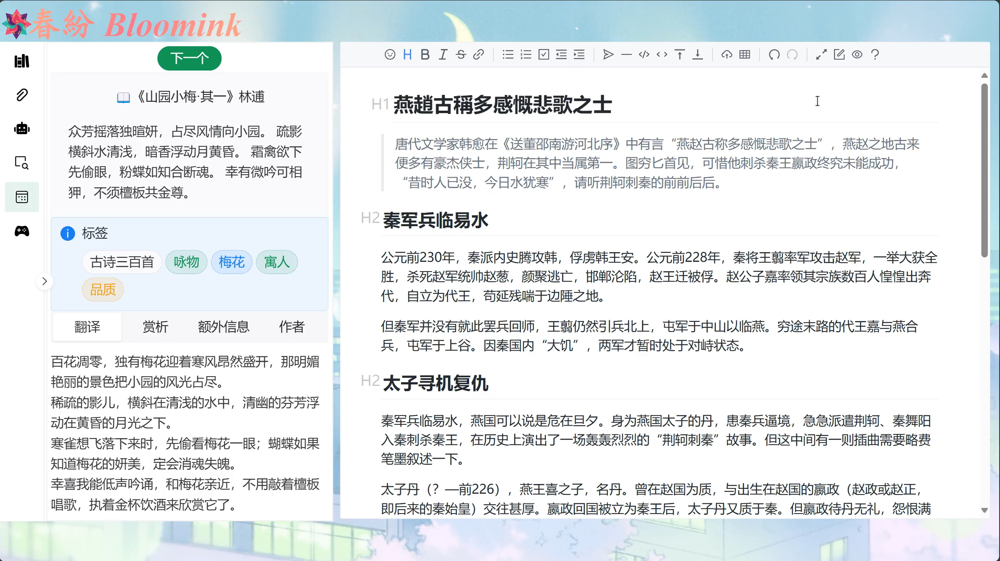 春紛 Bloomink
下一个
《山园小梅·其一》林逋
众芳摇落独暄妍，占尽风情向小园。 疏影
横斜水清浅，暗香浮动月黄昏。 霜禽欲下
先偷眼，粉蝶如知合断魂。 幸有微吟可相
狎，不须檀板共金尊。
标签
古诗三百首 咏物 梅花 寓人
品质
翻译 赏析 额外信息 作者
百花凋零，独有梅花迎着寒风昂然盛开，那明媚
艳丽的景色把小园的风光占尽。
稀疏的影儿，横斜在清浅的水中，清幽的芬芳浮
动在黄昏的月光之下。
寒雀想飞落下来时，先偷看梅花一眼；蝴蝶如果
知道梅花的妍美，定会消魂失魄。
幸喜我能低声吟诵，和梅花亲近，不用敲着檀板
唱歌，执着金杯饮酒来欣赏它了。
H1 燕趙古稱多感慨悲歌之士
唐代文学家韩愈在《送董邵南游河北序》中有言“燕赵古称多感慨悲歌之士”，燕赵之地古来
便多有豪杰侠士，荆轲在其中当属第一。图穷匕首见，可惜他刺杀秦王嬴政终究未能成功，
“昔时人已没，今日水犹寒”，请听荆轲刺秦的前前后后。
H2 秦军兵临易水
公元前230年，秦派内史腾攻韩，俘虏韩王安。公元前228年，秦将王翦率军攻击赵军，一举大获全
胜，杀死赵军统帅赵葱，颜聚逃亡，邯郸沦陷，赵王迁被俘。赵公子嘉率领其宗族数百人惶惶出奔
代，自立为代王，苟延残喘于边陲之地。
但秦军并没有就此罢兵回师，王翦仍然引兵北上，屯军于中山以临燕。穷途末路的代王嘉与燕合
兵，屯军于上谷。因秦国内“大饥”，两军才暂时处于对峙状态。
H2 太子寻机复仇
秦军兵临易水，燕国可以说是危在旦夕。身为燕国太子的丹，患秦兵逼境，急急派遣荆轲、秦舞阳
入秦刺杀秦王，在历史上演出了一场轰轰烈烈的“荆轲刺秦”故事。但这中间有一则插曲需要略费
笔墨叙述一下。
太子丹（？—前226），燕王喜之子，名丹。曾在赵国为质，与出生在赵国的嬴政（赵政或赵正，
即后来的秦始皇）交往甚厚。嬴政回国被立为秦王后，太子丹又质于秦。但嬴政待丹无礼，怨恨满